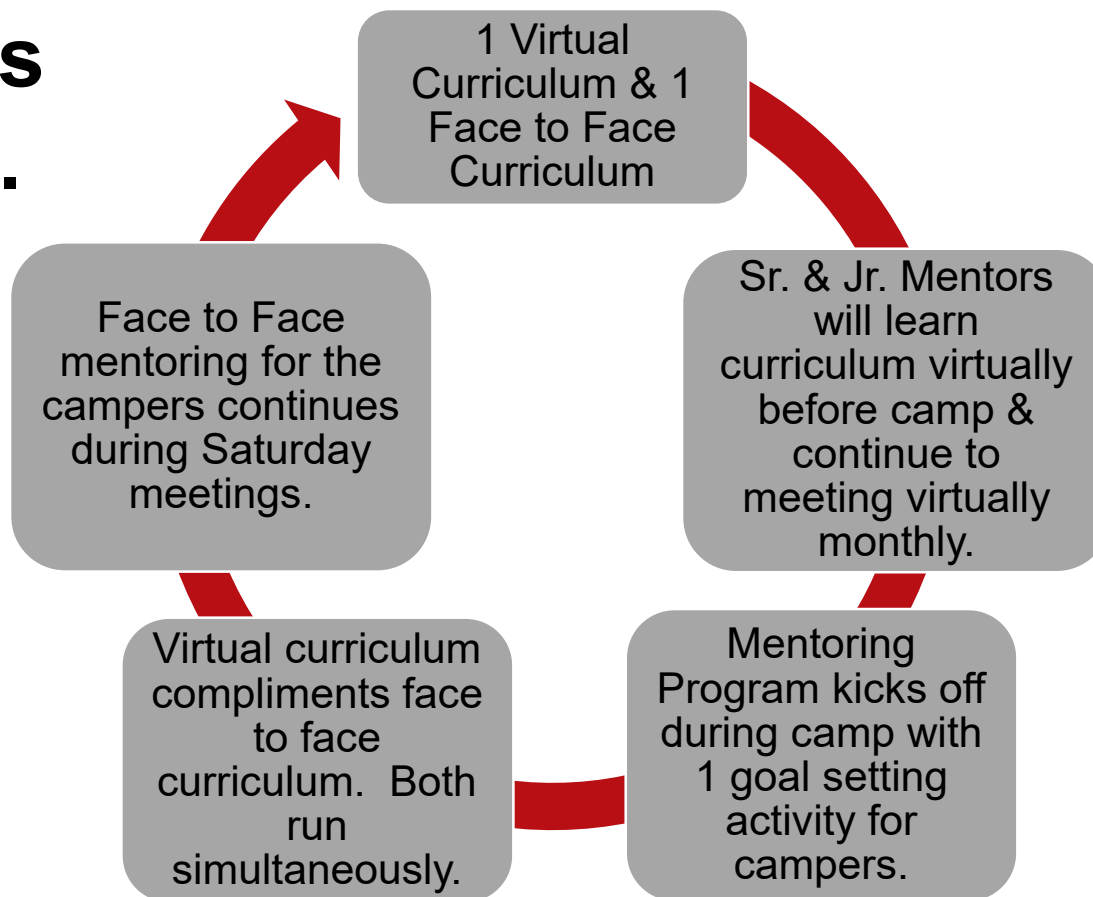 s
.
1 Virtual
Curriculum & 1
Face to Face
Curriculum
Sr. & Jr. Mentors
will learn
curriculum virtually
before camp &
continue to
meeting virtually
monthly.
Mentoring
Program kicks off
during camp with
1 goal setting
activity for
campers.
Virtual curriculum
compliments face
to face
curriculum.  Both
run
simultaneously.
Face to Face
mentoring for the
campers continues
during Saturday
meetings.